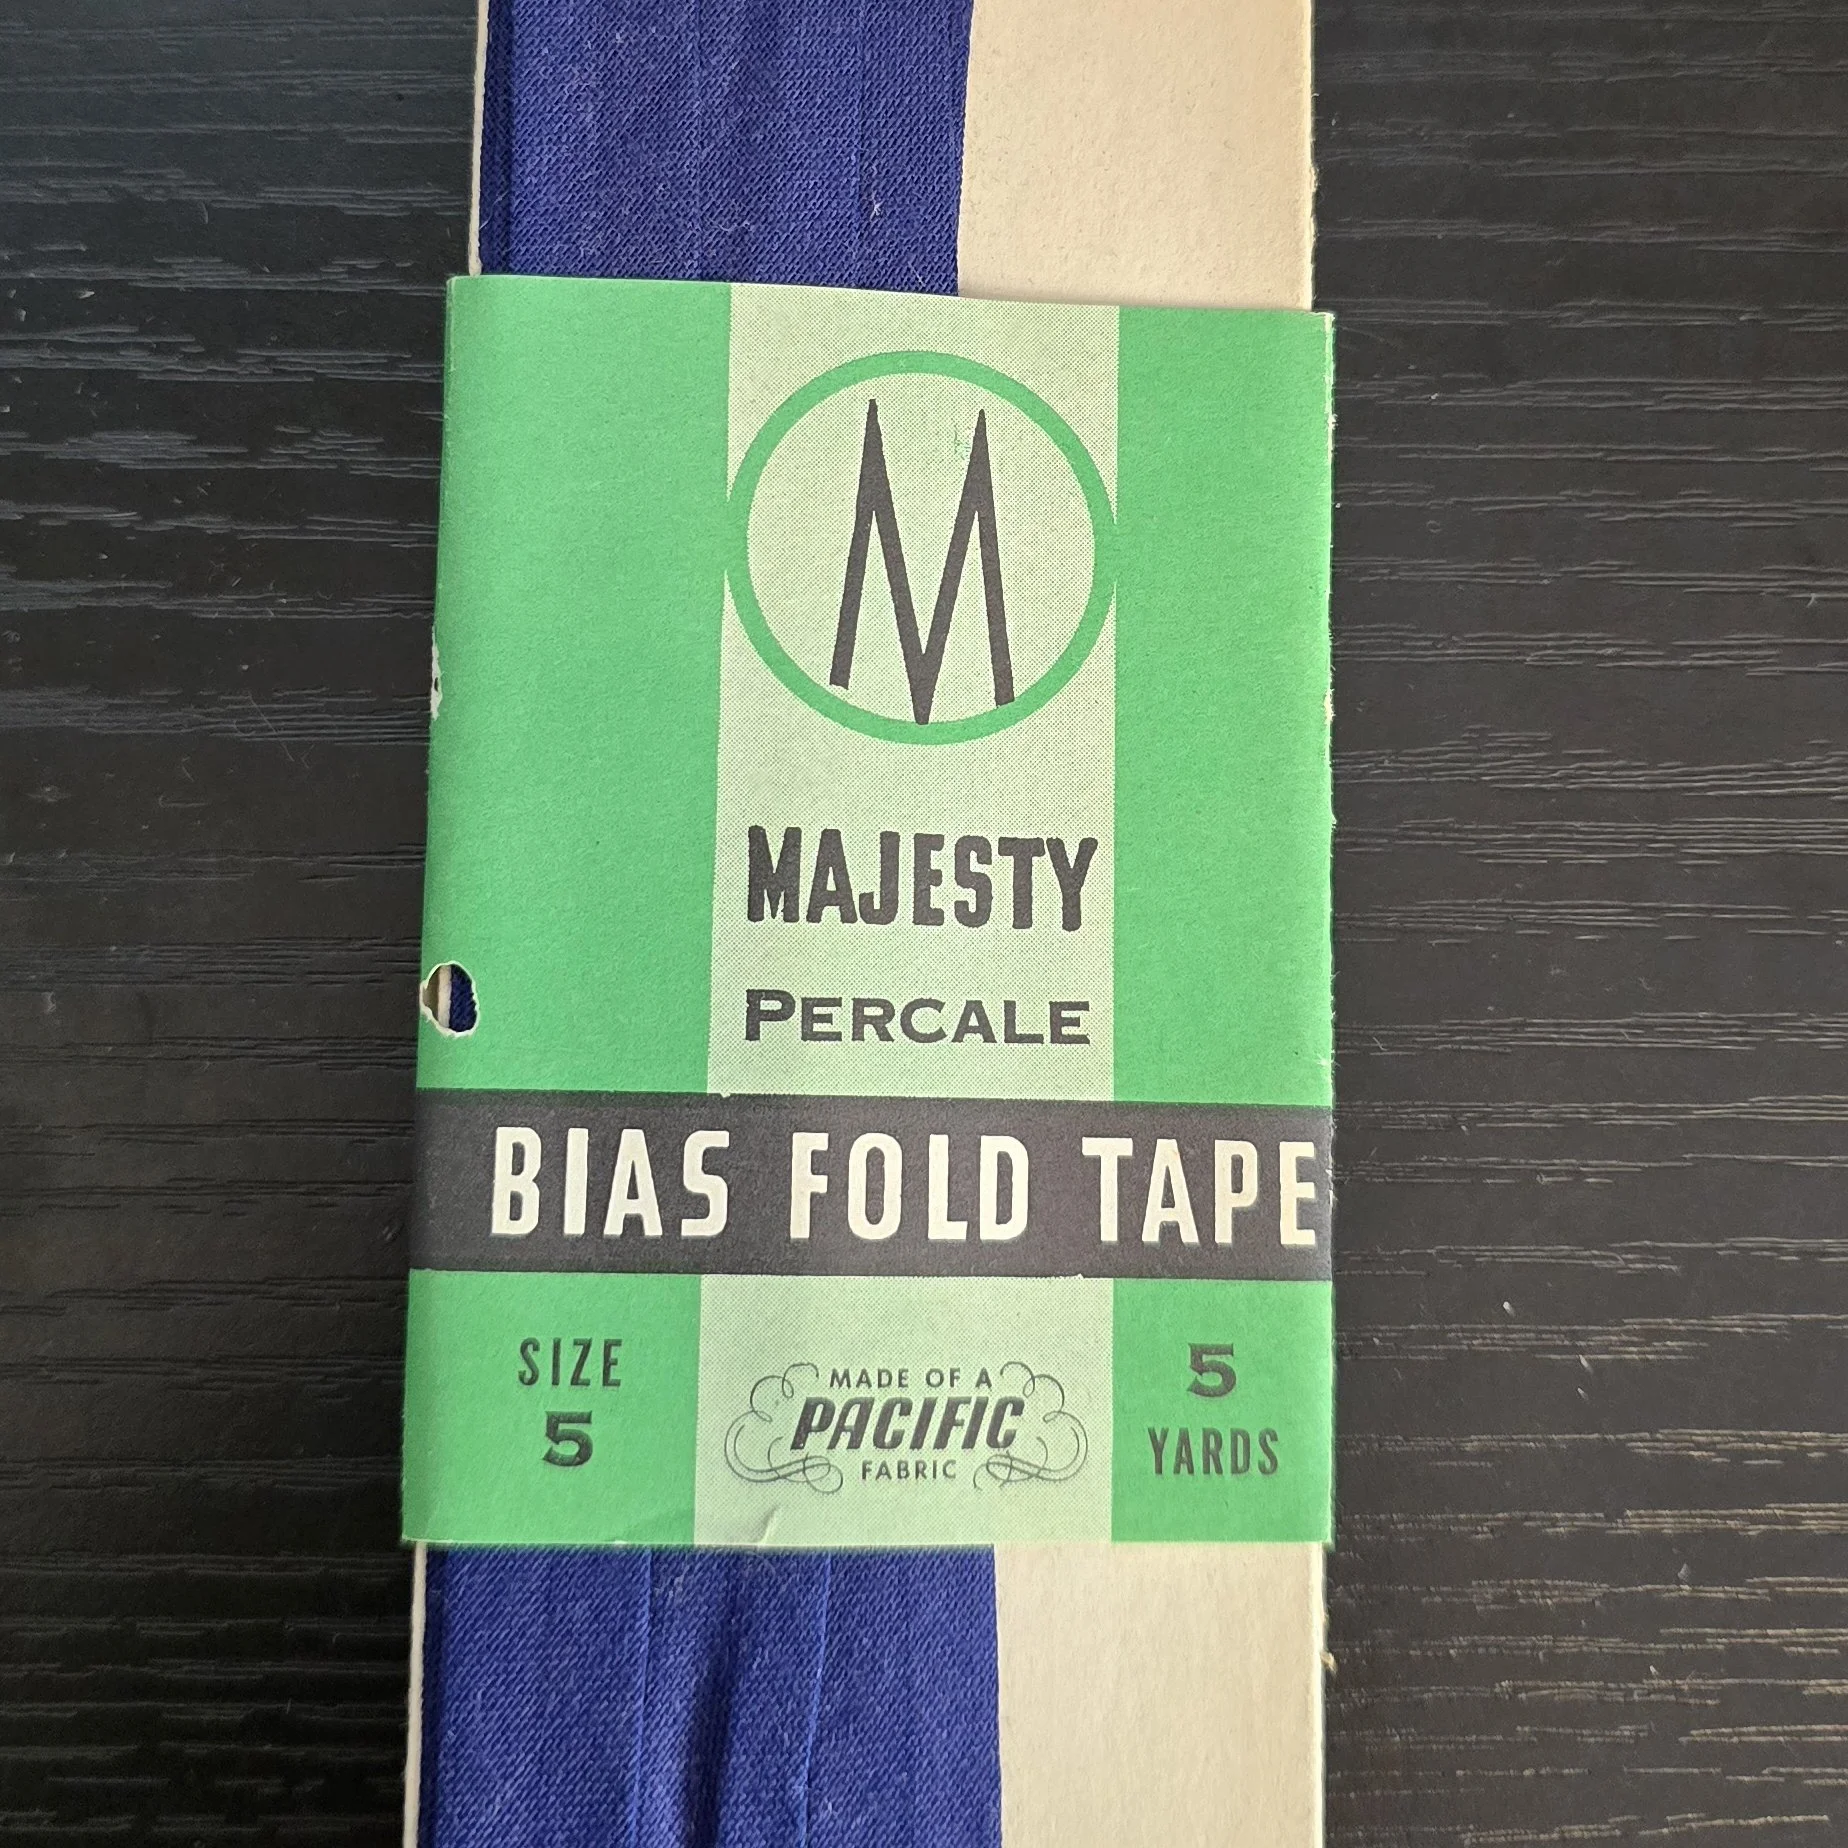 M
MAJESTY
PERCALE
BIAS FOLD TAPE
SIZE
5
MADE OF A
PACIFIC
FABRIC
5
YARDS